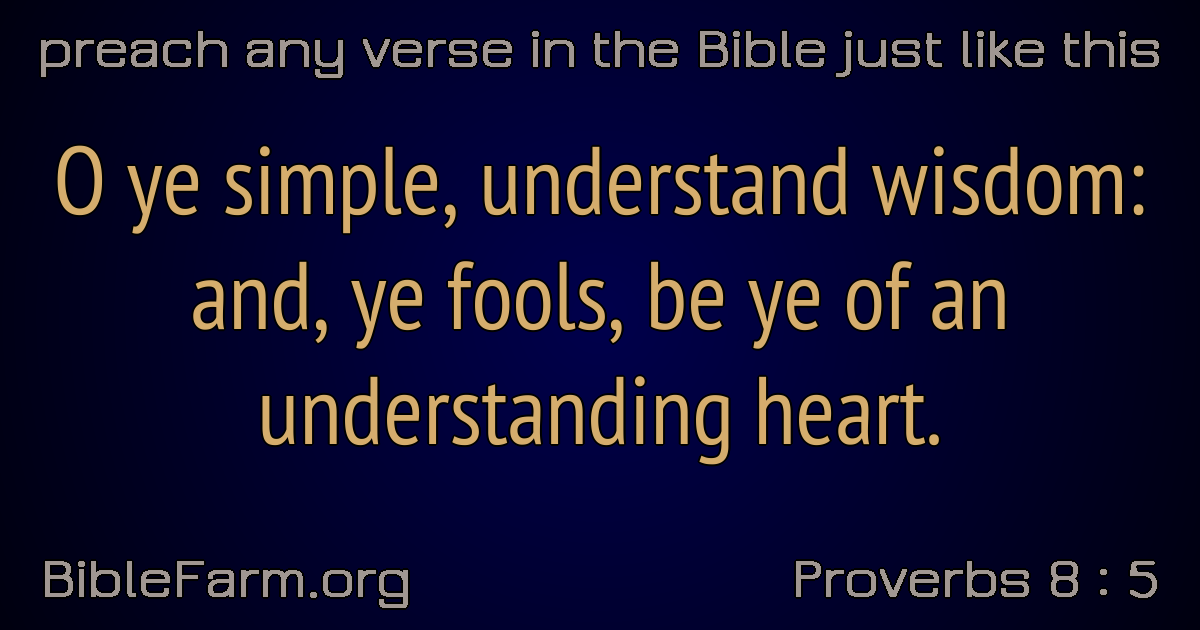 preach any verse in the Bible just like this
O ye simple, understand wisdom:
and, ye fools, be ye of an
understanding heart.
BibleFarm.org
Proverbs 8 : 5